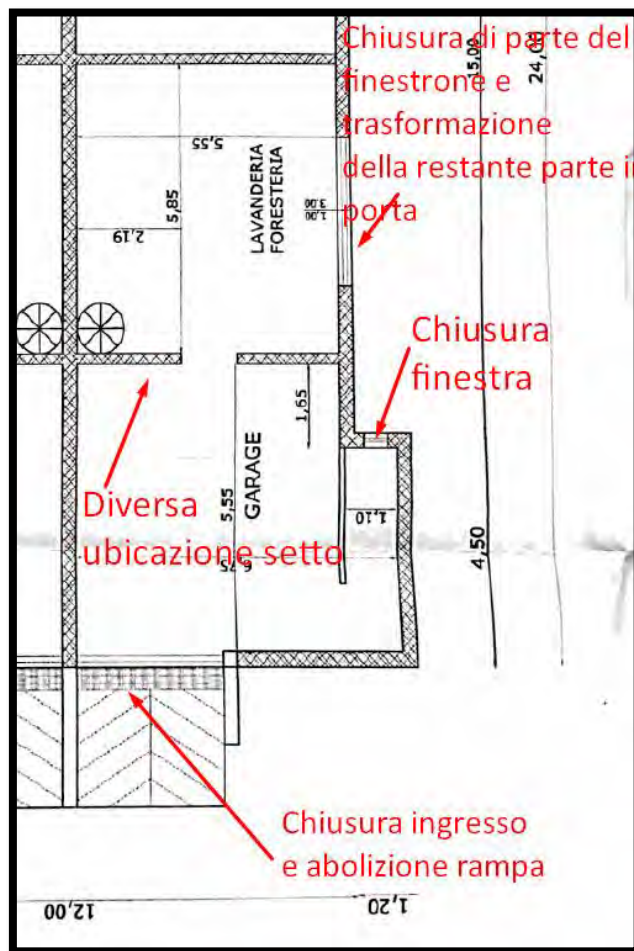 Chiusura di parte del
finestrone e
trasformazione
della restante parte in
porta
15,00
24,00
5,55
LAVANDERIA
FORESTERIA
5,85
1,00
3,00
2,19
Chiusura
finestra
1,65
GARAGE
Diversa
ubicazione setto
5,55
1,10
6,75
4,50
Chiusura ingresso
e abolizione rampa
12,00
1,20